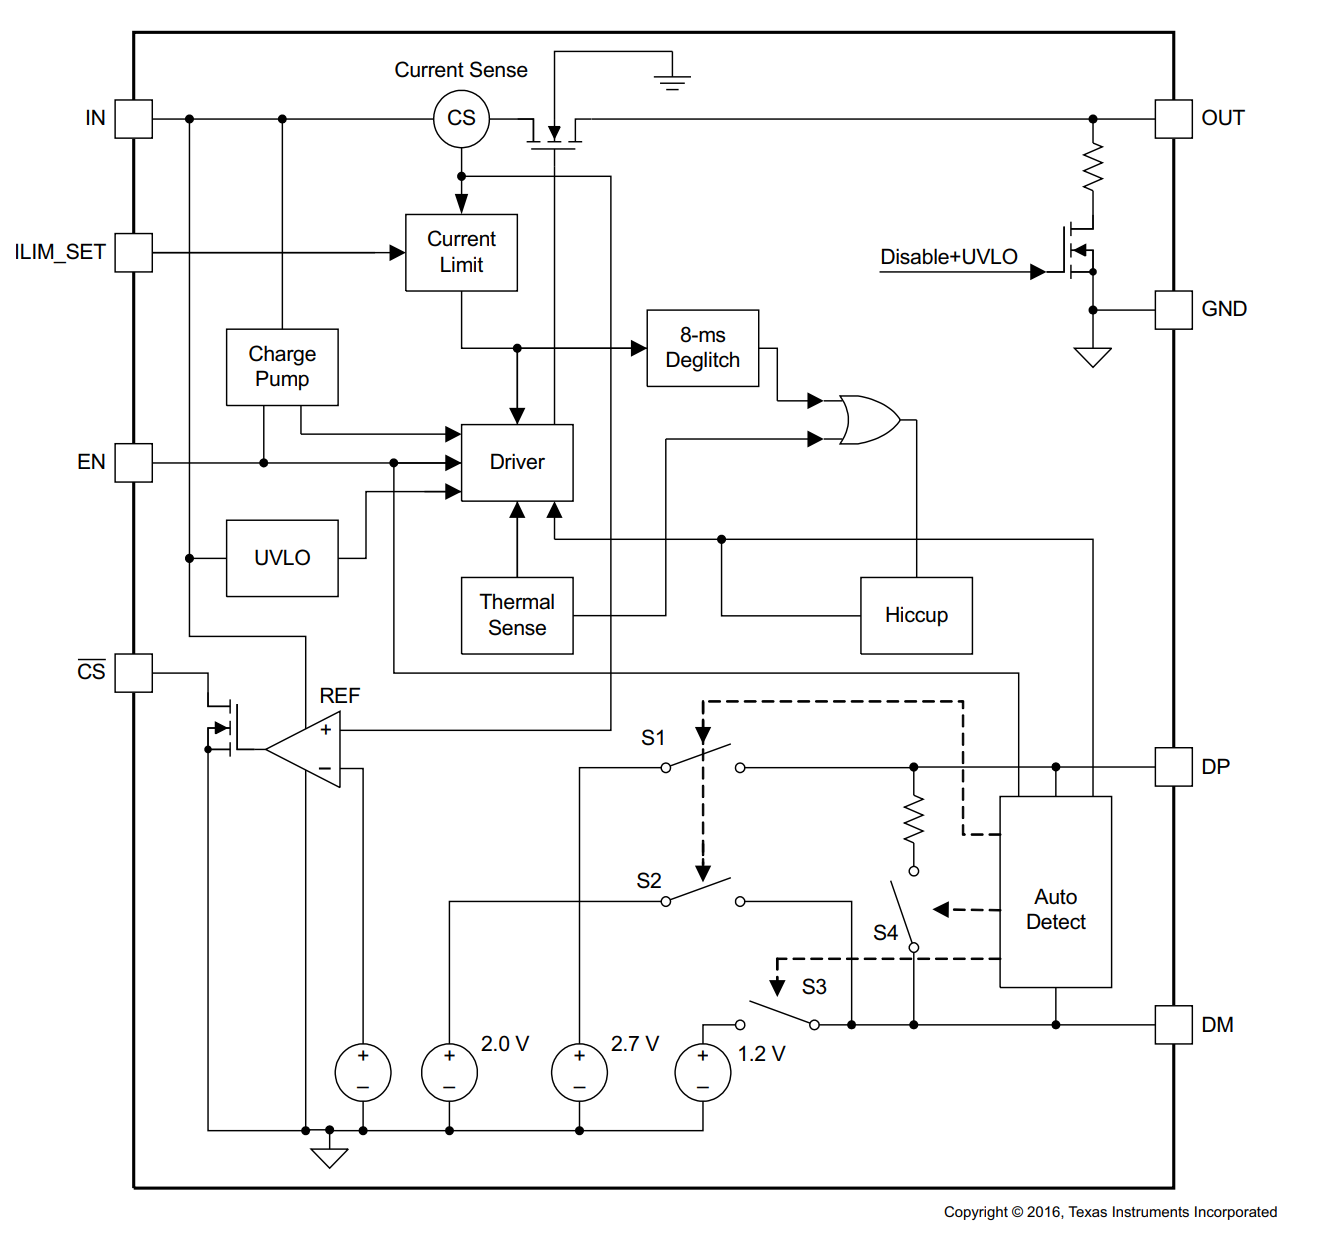 Current Sense
IN
CS
OUT
ILIM_SET
Current
Limit
Disable+UVLO
GND
8-ms
Deglitch
Charge
Pump
EN
Driver
UVLO
Thermal
Sense
Hiccup
CS
REF
+
−
S1
DP
S2
Auto
Detect
S4
S3
DM
2.0 V
2.7 V
1.2 V
+
−
+
−
+
−
+
−
Copyright © 2016, Texas Instruments Incorporated